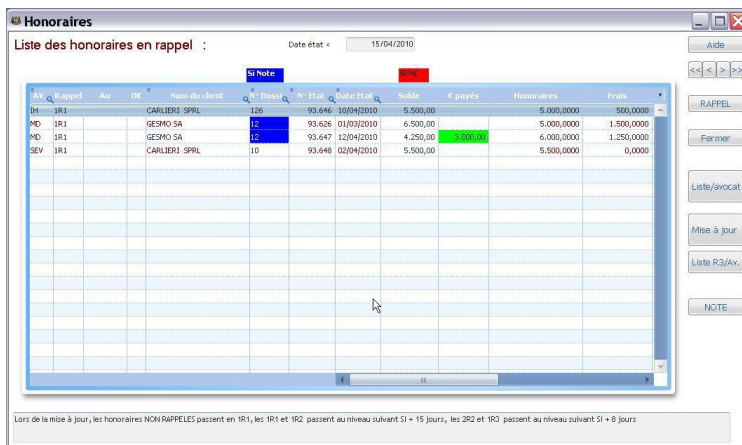 Honoraires
Liste des honoraires en rappel :
Date état < 15/04/2010
Aide
<< < > >>
Si Note
Si NC
AV. Rappel Au OK Nom du client N° Dossi N° Etat Date Etat Solde € payés Honoraires Frais
IH 1R1 CARLIERI SPRL 126 93.646 10/04/2010 5.500,00 5.000,0000 500,0000
MD 1R1 GESMO SA 12 93.626 01/03/2010 6.500,00 5.000,0000 1.500,0000
MD 1R1 GESMO SA 12 93.647 12/04/2010 4.250,00 3.000,00 6.000,0000 1.250,0000
SEV 1R1 CARLIERI SPRL 10 93.648 02/04/2010 5.500,00 5.500,0000 0,0000
RAPPEL
Fermer
Liste/avocat
Mise à jour
Liste R3/Av.
NOTE
Lors de la mise à jour, les honoraires NON RAPPELES passent en 1R1, les 1R1 et 1R2 passent au niveau suivant SI + 15 jours, les 2R2 et 1R3 passent au niveau suivant SI + 8 jours